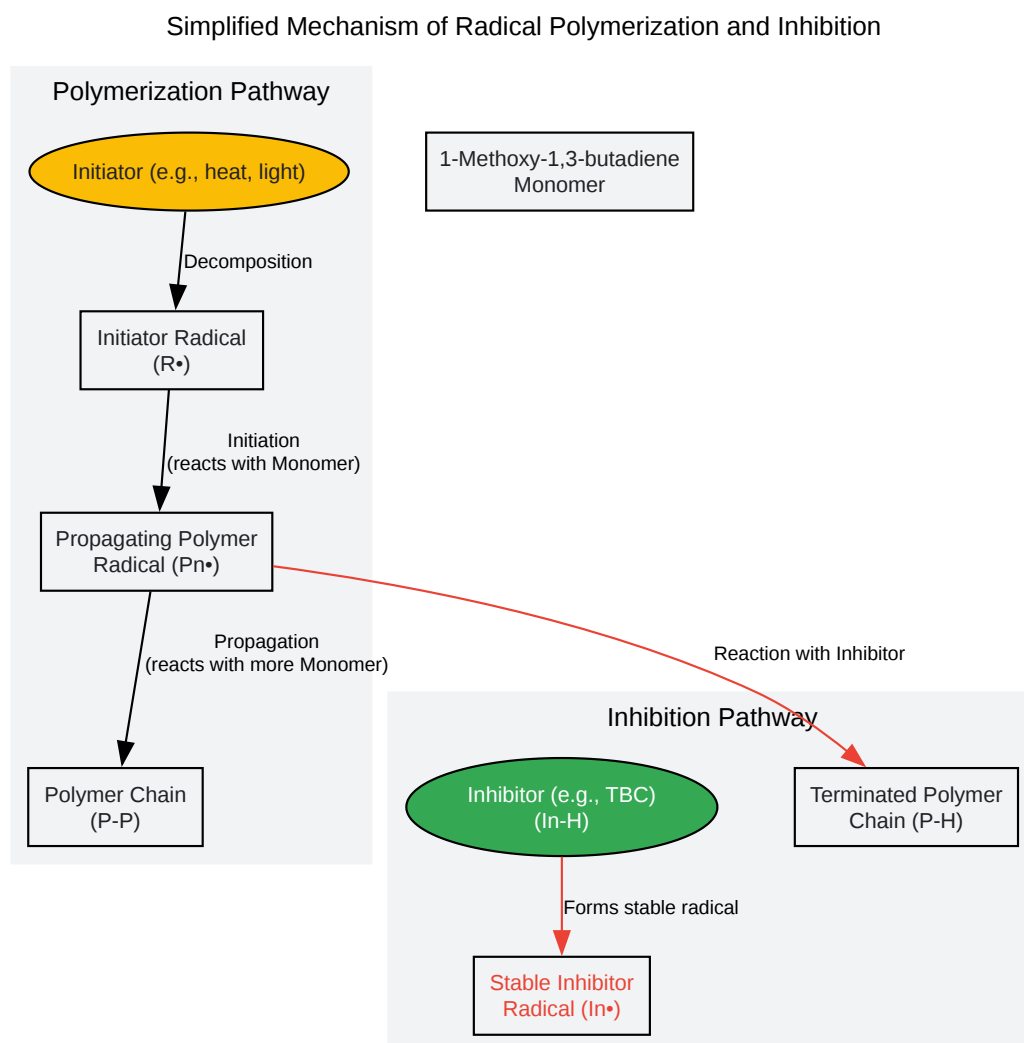 Simplified Mechanism of Radical Polymerization and Inhibition
Polymerization Pathway
Initiator (e.g., heat, light)
1-Methoxy-1,3-butadiene
Monomer
Decomposition
Initiator Radical
(R•)
Initiation
(reacts with Monomer)
Propagating Polymer
Radical (Pn•)
Propagation
(reacts with more Monomer)
Polymer Chain
(P-P)
Reaction with Inhibitor
Inhibition Pathway
Inhibitor (e.g., TBC)
(In-H)
Terminated Polymer
Chain (P-H)
Forms stable radical
Stable Inhibitor
Radical (In•)